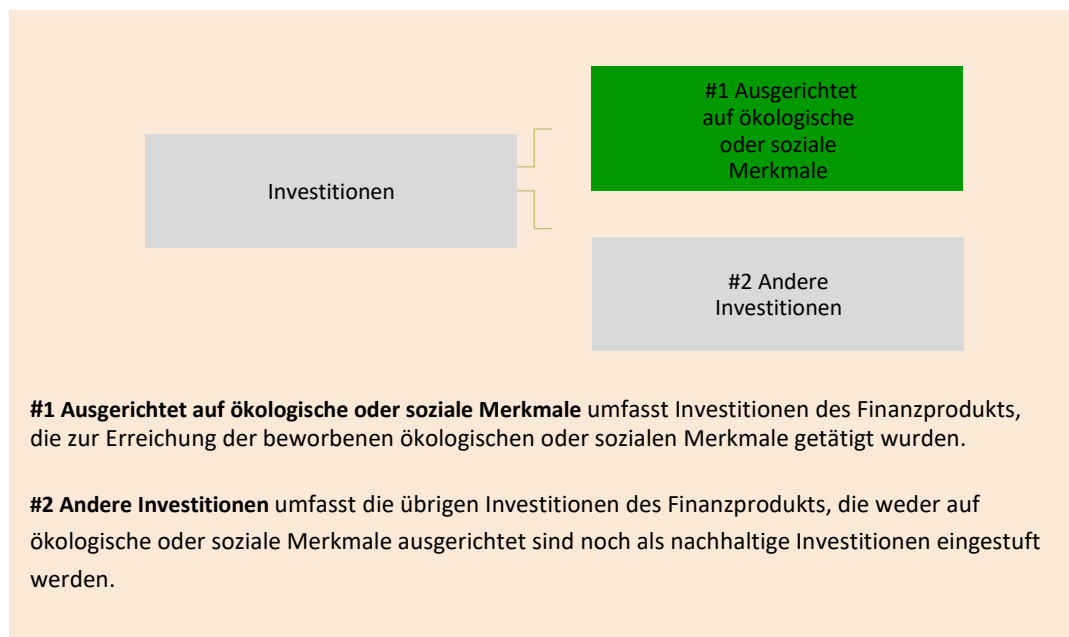 #1 Ausgerichtet
auf ökologische
oder soziale
Merkmale
Investitionen
#2 Andere
Investitionen
#1 Ausgerichtet auf ökologische oder soziale Merkmale umfasst Investitionen des Finanzprodukts,
die zur Erreichung der beworbenen ökologischen oder sozialen Merkmale getätigt wurden.
#2 Andere Investitionen umfasst die übrigen Investitionen des Finanzprodukts, die weder auf
ökologische oder soziale Merkmale ausgerichtet sind noch als nachhaltige Investitionen eingestuft
werden.